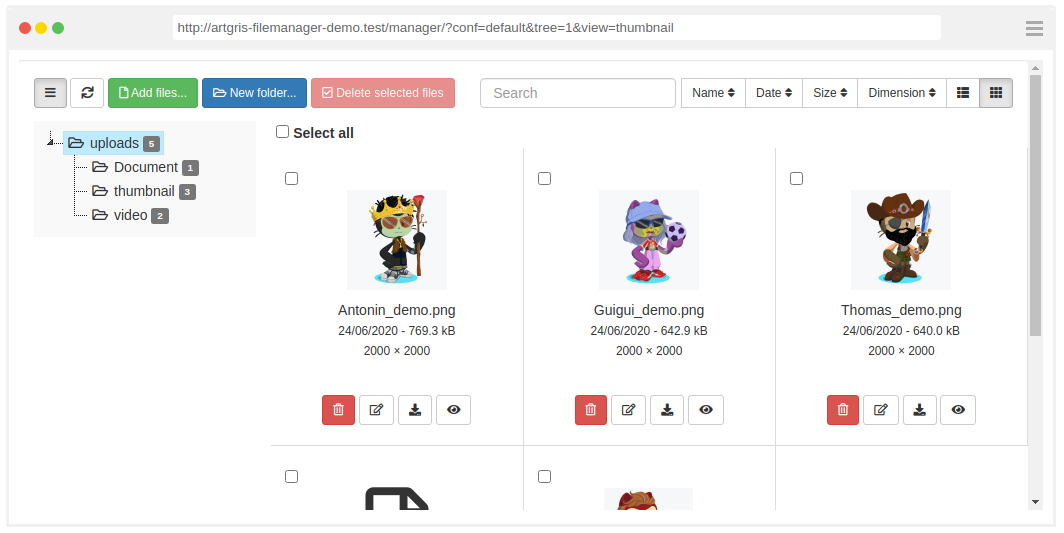 http://artgris-filemanager-demo.test/manager/?conf=default&tree=1&view=thumbnail
Add files... New folder... Delete selected files Search Name Date Size Dimension
Select all
uploads 5
Document 1
thumbnail 3
video 2
Antonin_demo.png Guigui_demo.png Thomas_demo.png
24/06/2020 - 769.3 kB 24/06/2020 - 642.9 kB 24/06/2020 - 640.0 kB
2000 × 2000 2000 × 2000 2000 × 2000